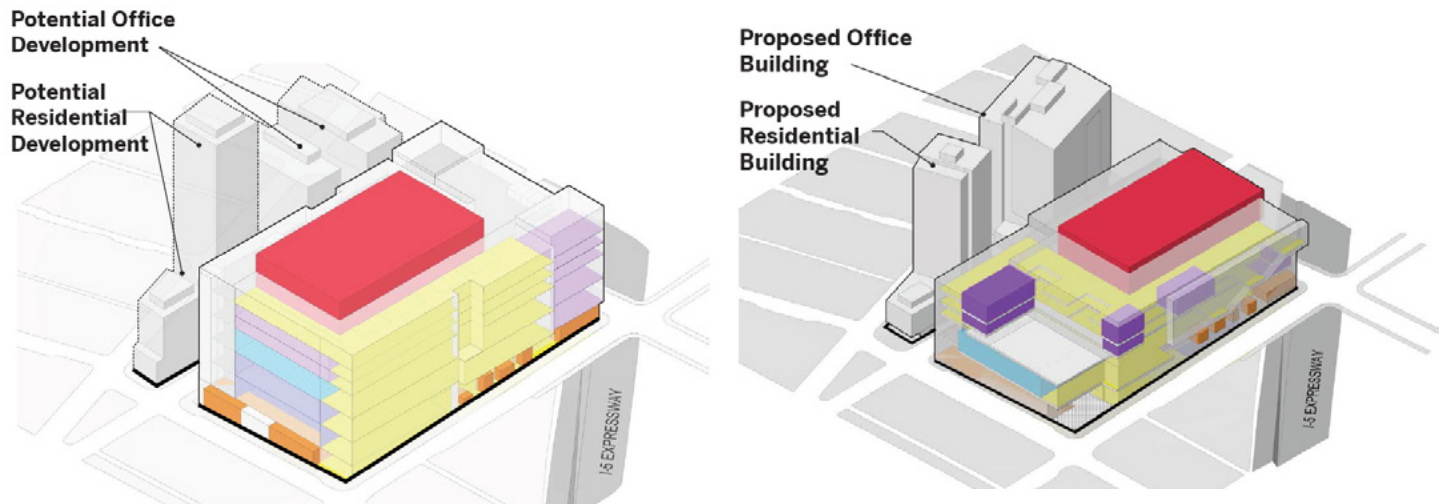 Potential Office
Development
Potential
Residential
Development
I-5 EXPRESSWAY
Proposed Office
Building
Proposed
Residential
Building
I-5 EXPRESSWAY